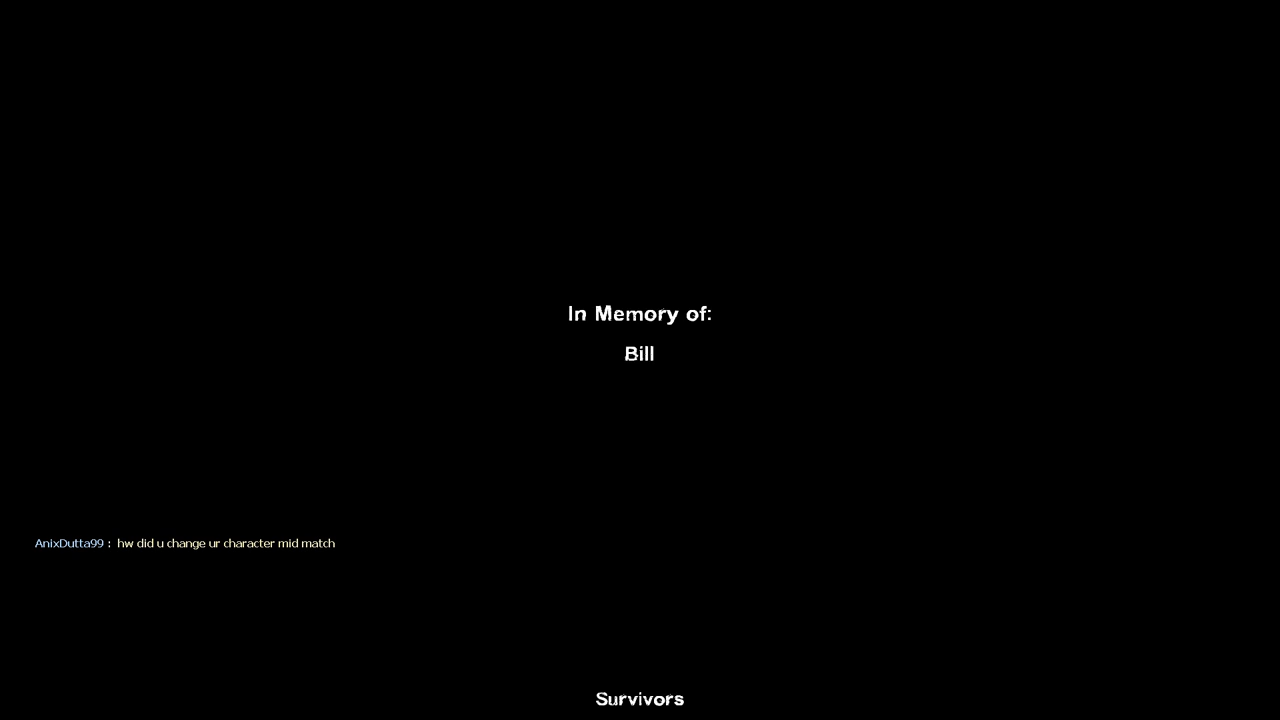 In Memory of:
Bill
AnixDutta99 : hw did u change ur character mid match
Survivors